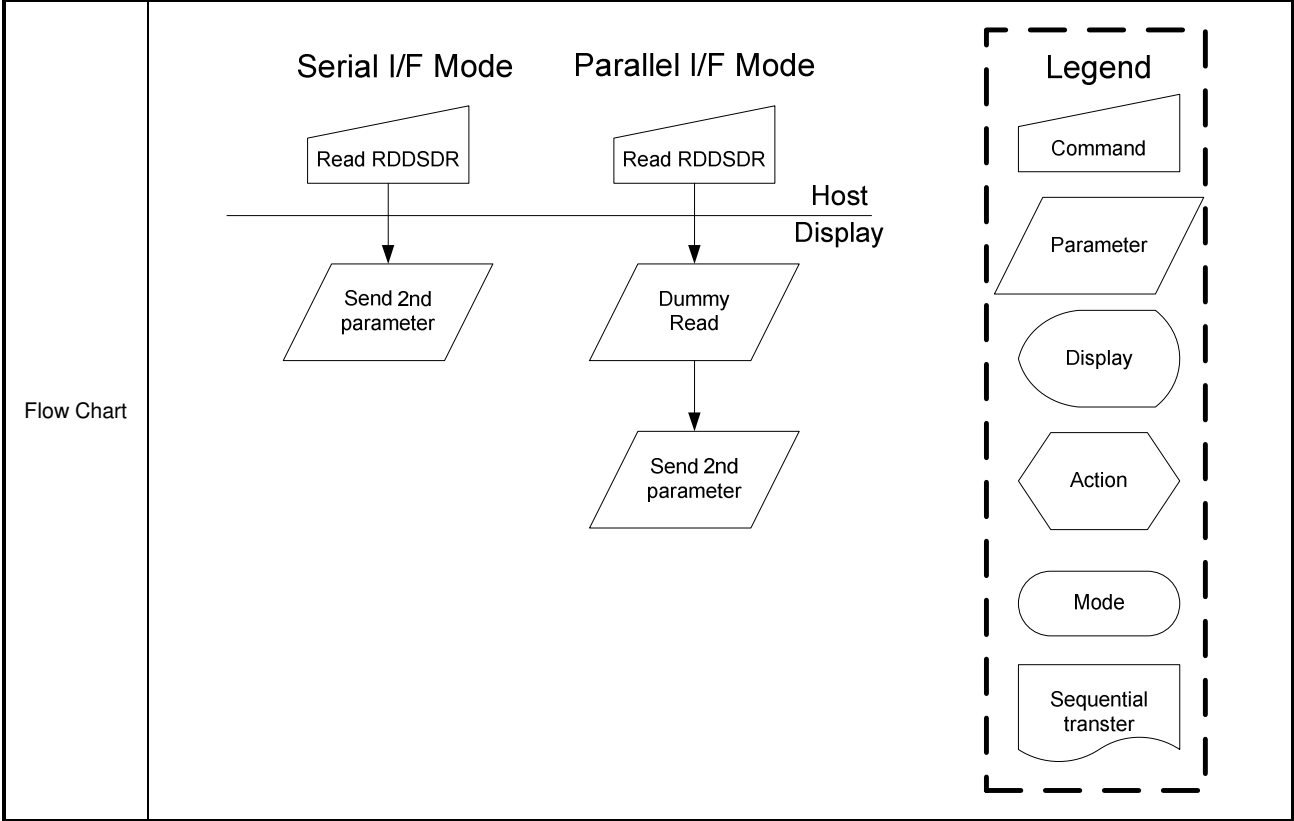 Flow Chart
Serial I/F Mode
Read RDDSDR
Send 2nd
parameter
Parallel I/F Mode
Read RDDSDR
Host
Display
Dummy
Read
Send 2nd
parameter
Legend
Command
Parameter
Display
Action
Mode
Sequential
transter